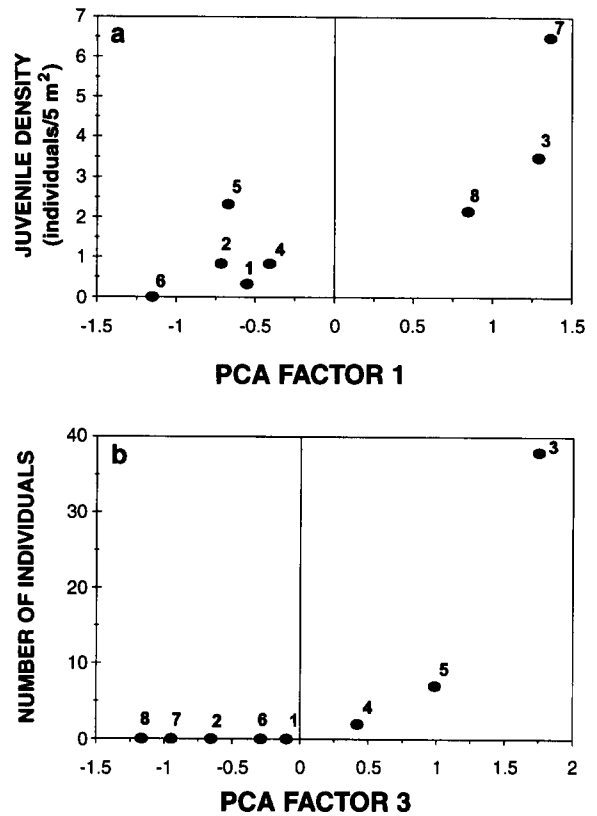 a
JUVENILE DENSITY
(individuals/5 m²)
7
6
5
4
3
2
1
0
7
3
8
5
2
4
1
6
-1.5 -1 -0.5 0 0.5 1 1.5
PCA FACTOR 1
b
NUMBER OF INDIVIDUALS
40
30
20
10
0
3
5
4
8 7 2 6 1
-1.5 -1 -0.5 0 0.5 1 1.5 2
PCA FACTOR 3